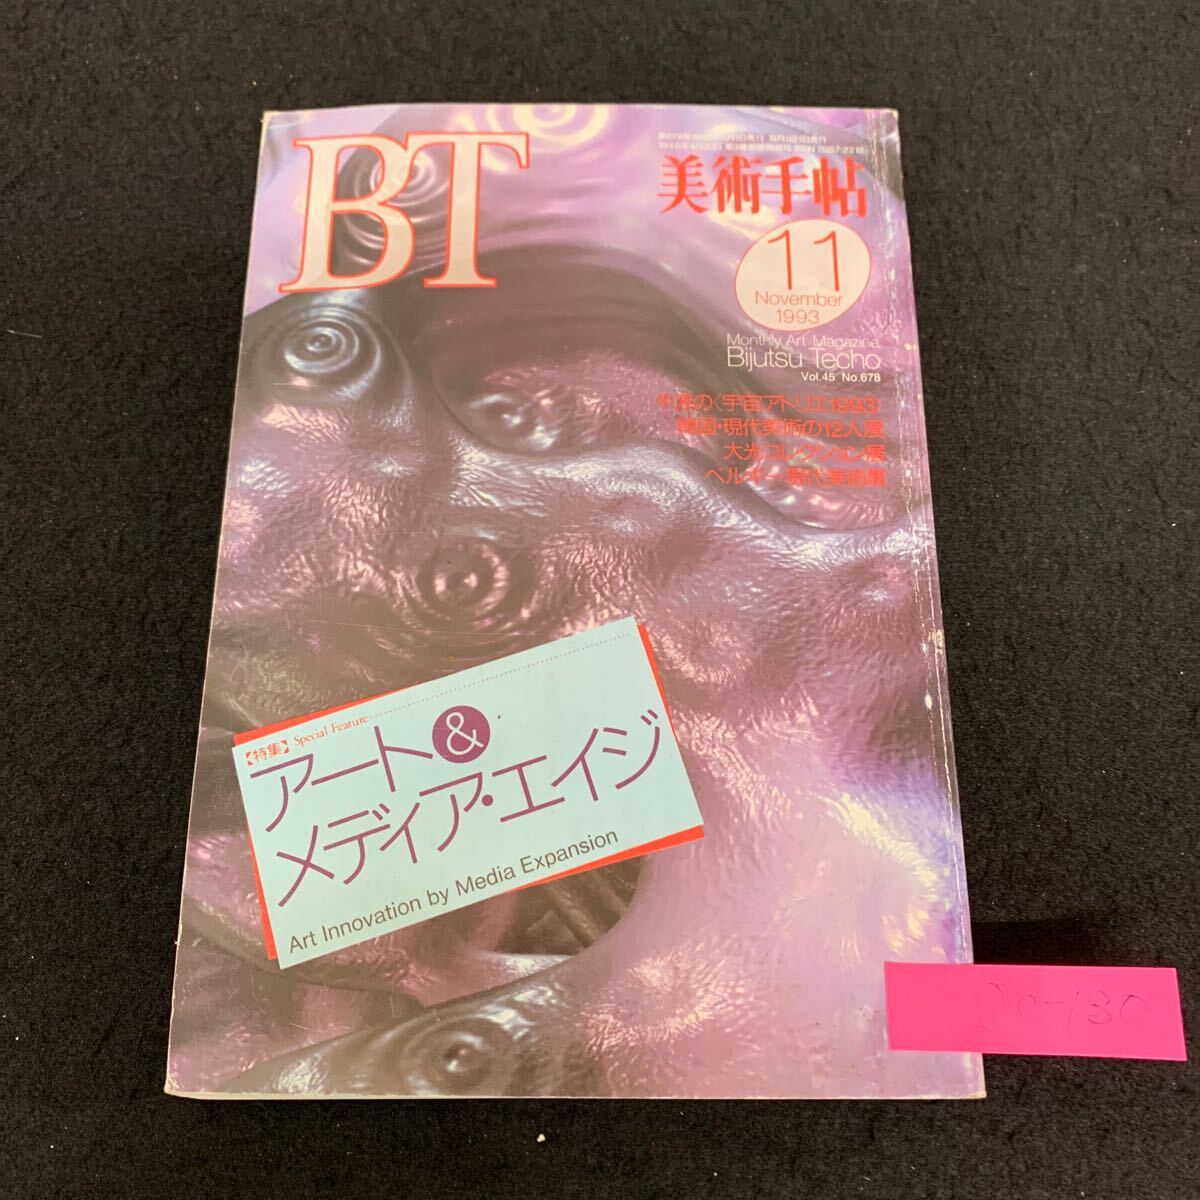 BT
美術手帖
11
November
1993
Monthly Art Magazine
Bijutsu Techo
Vol.45 No.678
〈宇宙アトリエ1993〉
韓国・現代美術の12人展
大光コレクション展
ベルギー現代美術展
【特集】 Special Feature
アート&
メディア・エイジ
Art Innovation by Media Expansion